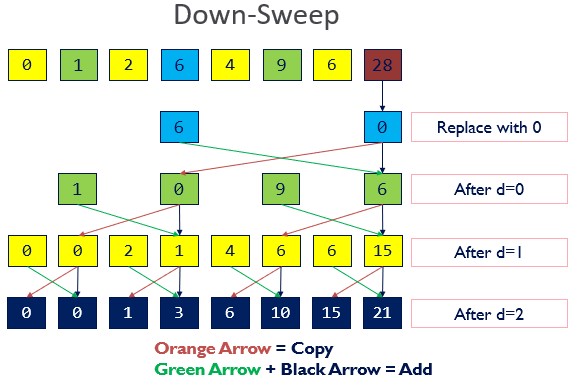 Down-Sweep
0 1 2 6 4 9 6 28
6 0 Replace with 0
1 0 9 6 After d=0
0 0 2 1 4 6 6 15 After d=1
0 0 1 3 6 10 15 21 After d=2
Orange Arrow = Copy
Green Arrow + Black Arrow = Add